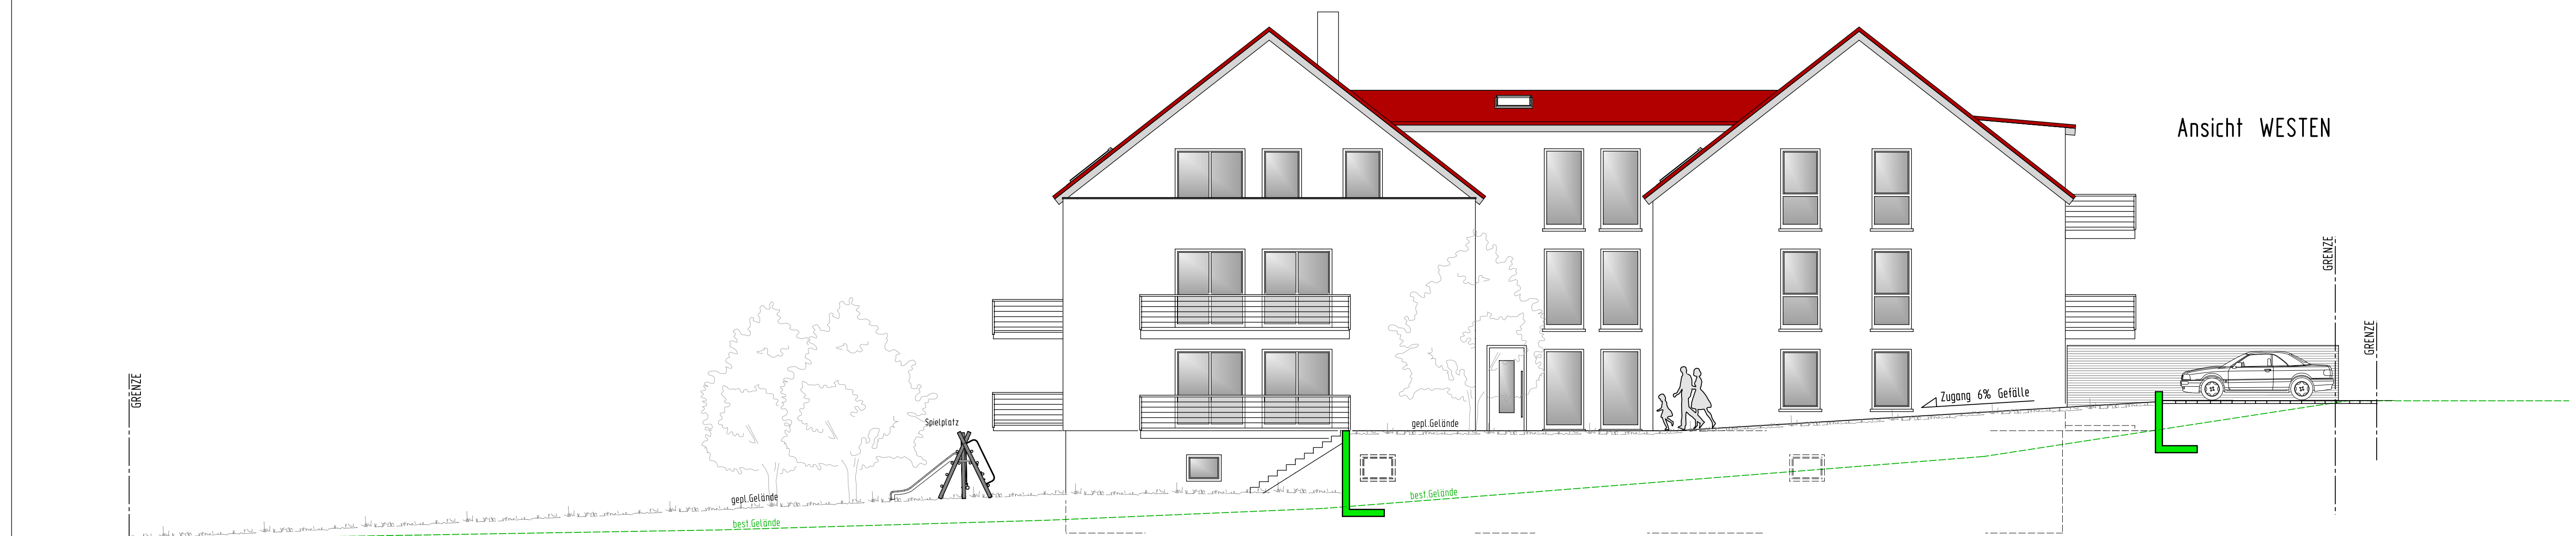 Ansicht WESTEN
GRENZE
GRENZE
GRENZE
Zugang 6% Gefälle
Spielplatz
gepl.Gelände
gepl.Gelände
best.Gelände
best.Gelände